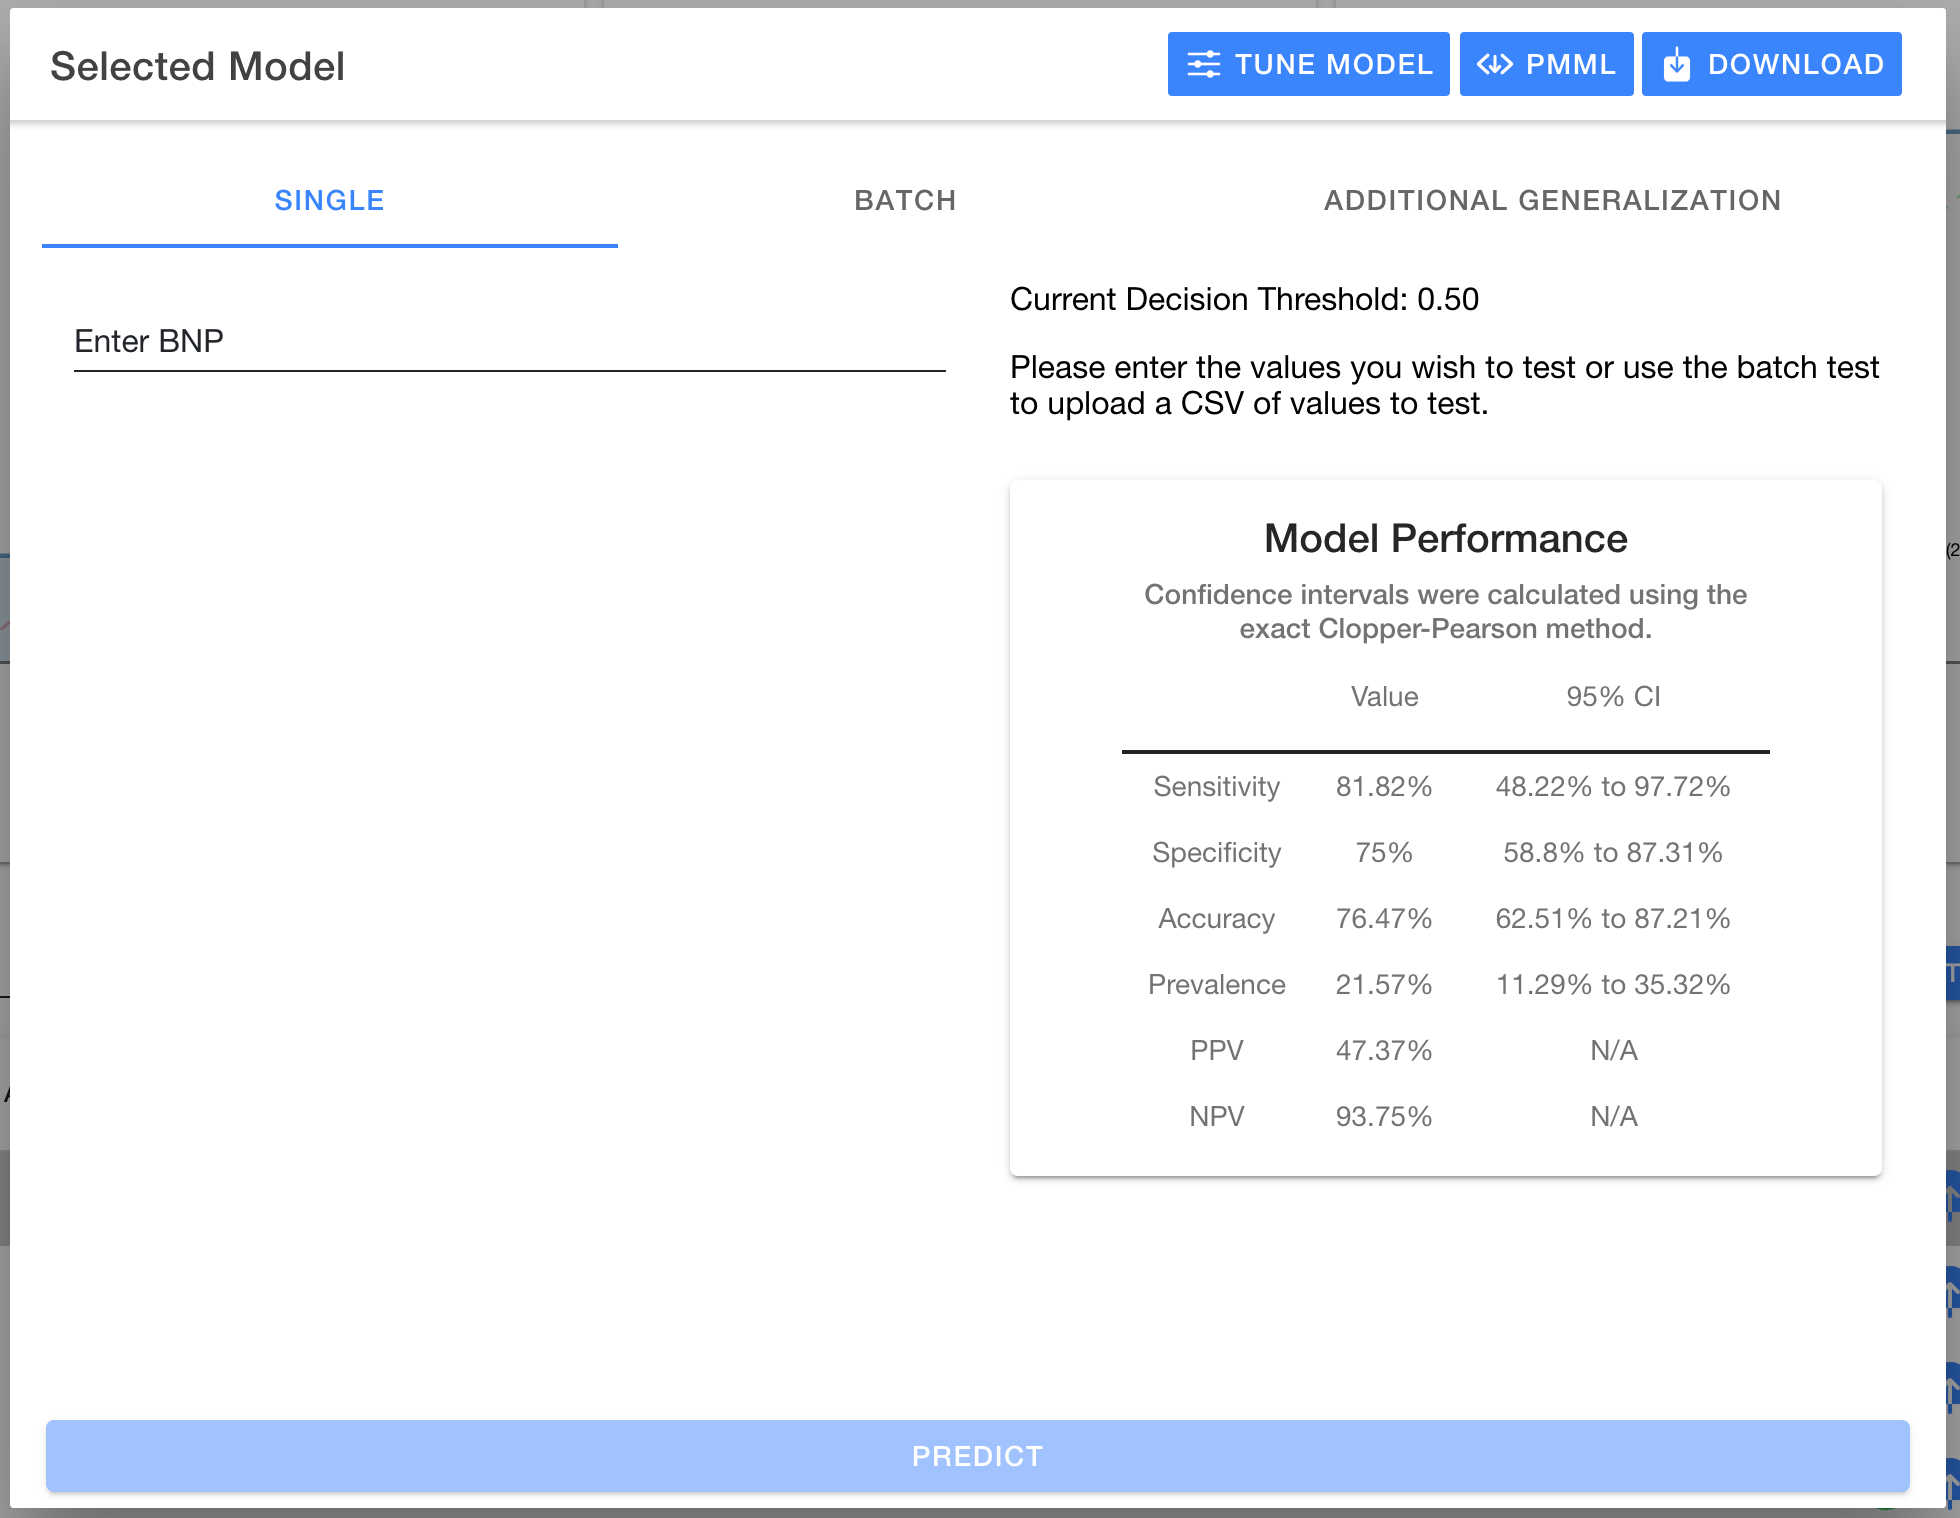 Selected Model
TUNE MODEL
PMML
DOWNLOAD
SINGLE
BATCH
ADDITIONAL GENERALIZATION
Enter BNP
Current Decision Threshold: 0.50
Please enter the values you wish to test or use the batch test
to upload a CSV of values to test.
Model Performance
Confidence intervals were calculated using the
exact Clopper-Pearson method.
Value 95% CI
Sensitivity 81.82% 48.22% to 97.72%
Specificity 75% 58.8% to 87.31%
Accuracy 76.47% 62.51% to 87.21%
Prevalence 21.57% 11.29% to 35.32%
PPV 47.37% N/A
NPV 93.75% N/A
PREDICT